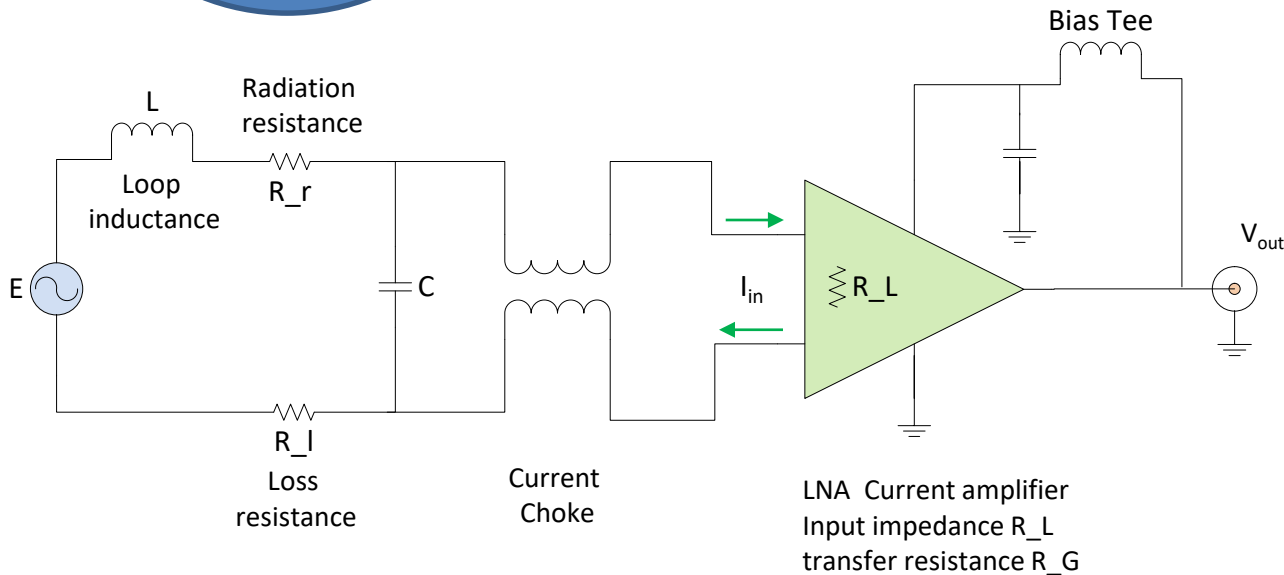 Bias Tee
L
Radiation
resistance
Loop
inductance
R_r
V_out
E
C
I_in
R_L
R_l
Loss
resistance
Current
Choke
LNA Current amplifier
Input impedance R_L
transfer resistance R_G